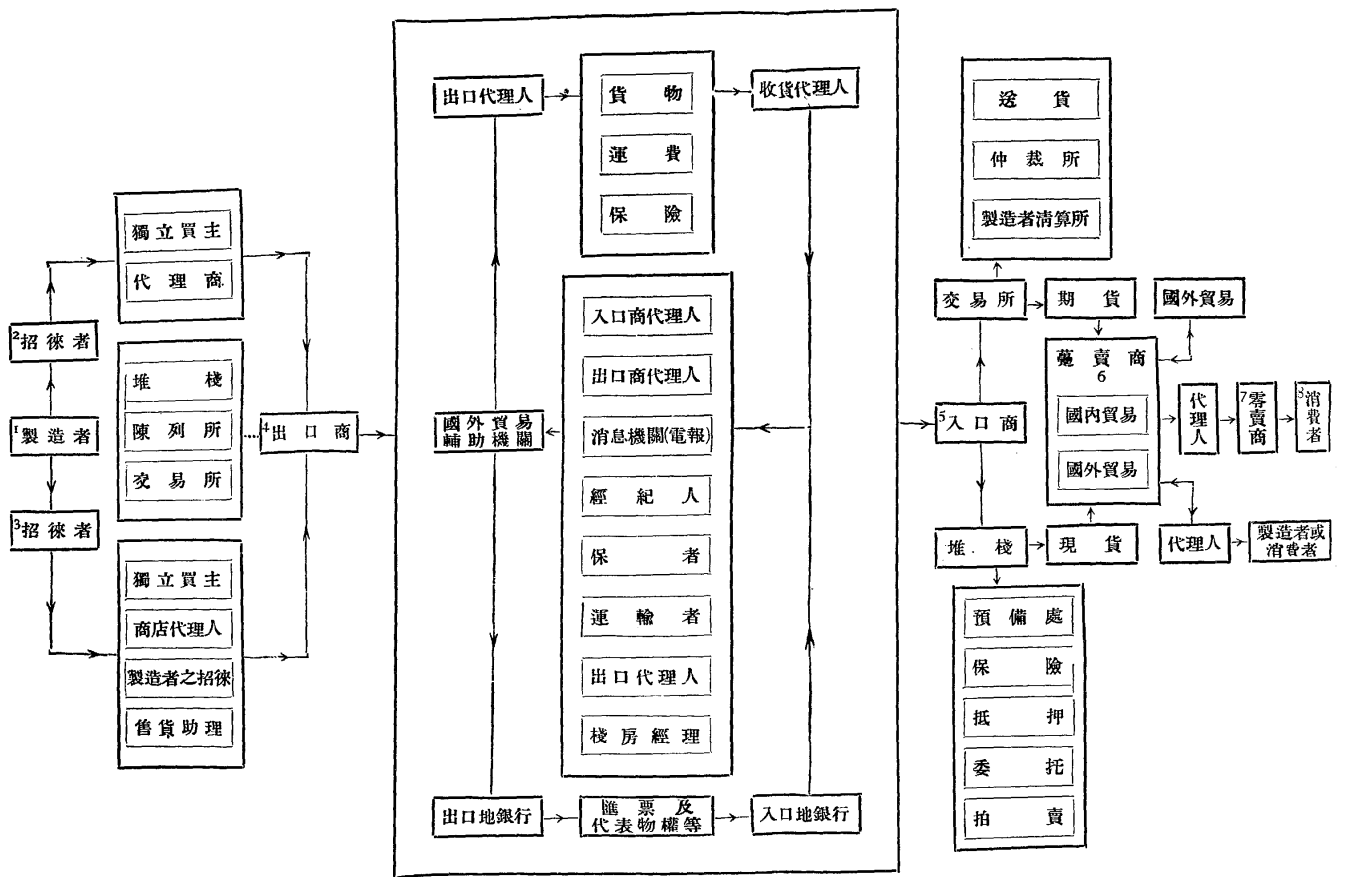 獨立買主
代理商
²招徠者
¹製造者
³招徠者
堆棧
陳列所
交易所
獨立買主
商店代理人
製造者之招徠
售貨助理
⁴出口商
出口代理人
貨物
運費
保險
收貨代理人
國外貿易
輔助機關
入口商代理人
出口商代理人
消息機關(電報)
經紀人
保者
運輸者
出口代理人
棧房經理
出口地銀行
匯票及
代表物權等
入口地銀行
送貨
仲裁所
製造者清算所
交易所
期貨
國外貿易
⁵入口商
躉賣商
6
國內貿易
國外貿易
代理人
⁷零賣商
消費者
堆棧
現貨
代理人
製造者或
消費者
預備處
保險
抵押
委托
拍賣